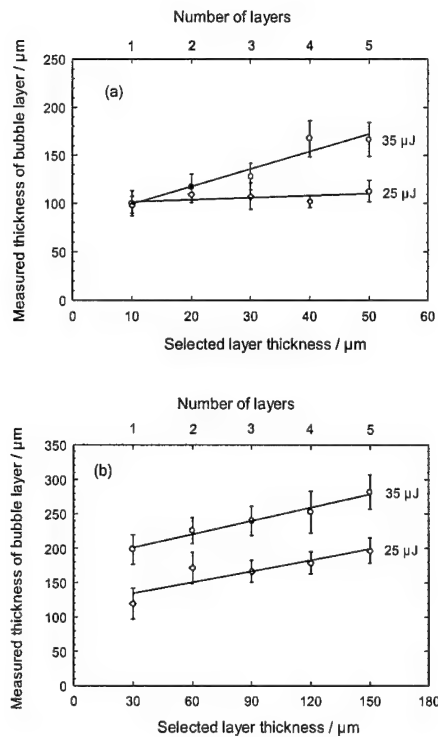 Number of layers
1 2 3 4 5
Measured thickness of bubble layer / µm
250
200
150
100
50
0
(a)
35 µJ
25 µJ
0 10 20 30 40 50 60
Selected layer thickness / µm
Number of layers
1 2 3 4 5
Measured thickness of bubble layer / µm
350
300
250
200
150
100
50
0
(b)
35 µJ
25 µJ
0 30 60 90 120 150 180
Selected layer thickness / µm